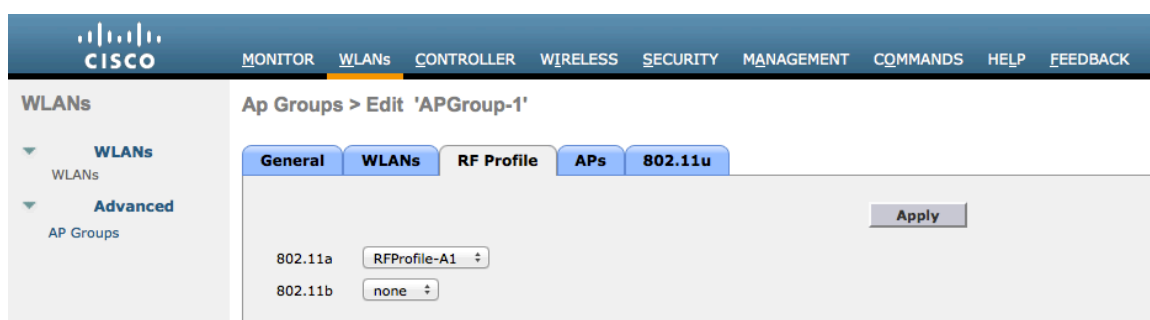 CISCO
MONITOR WLANs CONTROLLER WIRELESS SECURITY MANAGEMENT COMMANDS HELP FEEDBACK
WLANs
WLANs
WLANs
Advanced
AP Groups
Ap Groups > Edit 'APGroup-1'
General WLANs RF Profile APs 802.11u
Apply
802.11a RFProfile-A1
802.11b none